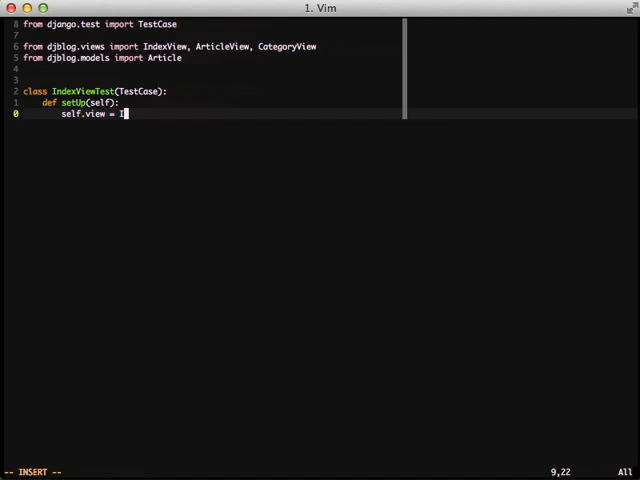 1. Vim
8 from django.test import TestCase
7
6 from djblog.views import IndexView, ArticleView, CategoryView
5 from djblog.models import Article
4
3
2 class IndexViewTest(TestCase):
1     def setUp(self):
0         self.view = I
-- INSERT -- 9,22 All